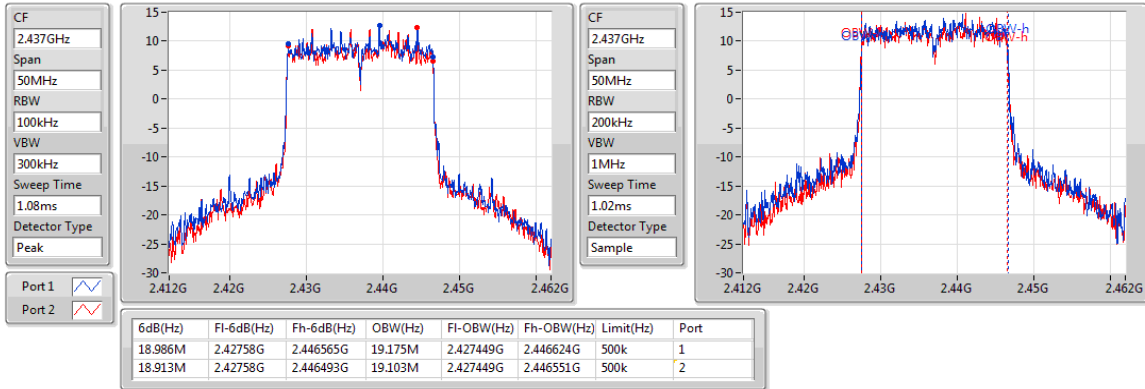 CF
2.437GHz
Span
50MHz
RBW
100kHz
VBW
300kHz
Sweep Time
1.08ms
Detector Type
Peak
Port 1
Port 2
15-
10-
5-
0-
-5-
-10-
-15-
-20-
-25-
-30-
2.412G 2.42G 2.43G 2.44G 2.45G 2.462G
CF
2.437GHz
Span
50MHz
RBW
200kHz
VBW
1MHz
Sweep Time
1.02ms
Detector Type
Sample
15-
10-
5-
0-
-5-
-10-
-15-
-20-
-25-
-30-
2.412G 2.42G 2.43G 2.44G 2.45G 2.462G
6dB(Hz) Fl-6dB(Hz) Fh-6dB(Hz) OBW(Hz) Fl-OBW(Hz) Fh-OBW(Hz) Limit(Hz) Port
18.986M 2.42758G 2.446565G 19.175M 2.427449G 2.446624G 500k 1
18.913M 2.42758G 2.446493G 19.103M 2.427449G 2.446551G 500k 2